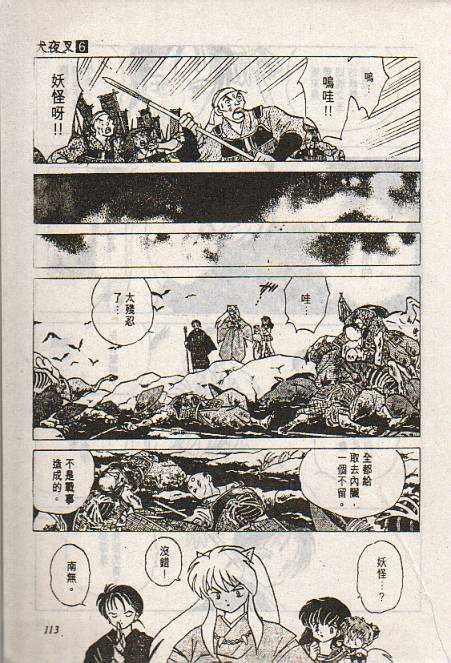 犬夜叉6
嗚…
嗚哇!!
妖怪呀!!
哇…
太殘忍
了…
全都給
取去內臟,
一個不留。
不是戰爭
造成的。
妖怪…?
沒錯!
南無。
113